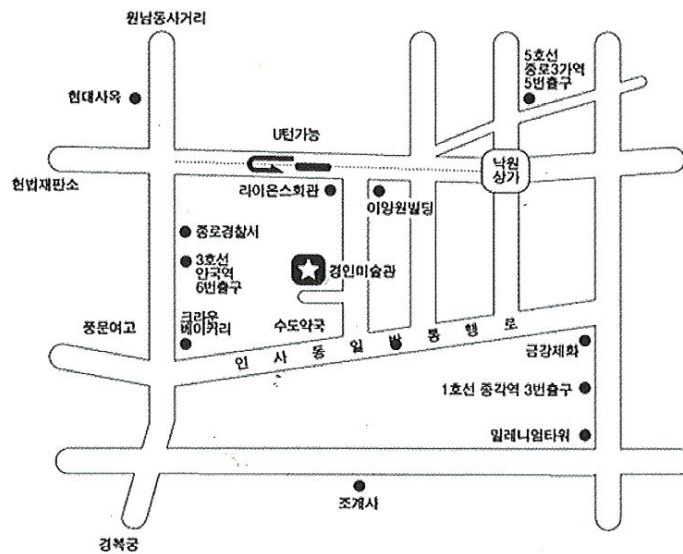 원남동사거리
5호선
종로3가역
5번출구
현대사옥
U턴가능
낙원
상가
헌법재판소
라이온스회관
이양원빌딩
종로경찰서
3호선
안국역
6번출구
경인미술관
크라운
베이커리
수도약국
풍문여고
인사동일방통행로
금강제화
1호선 종각역 3번출구
밀레니엄타워
조계사
경복궁